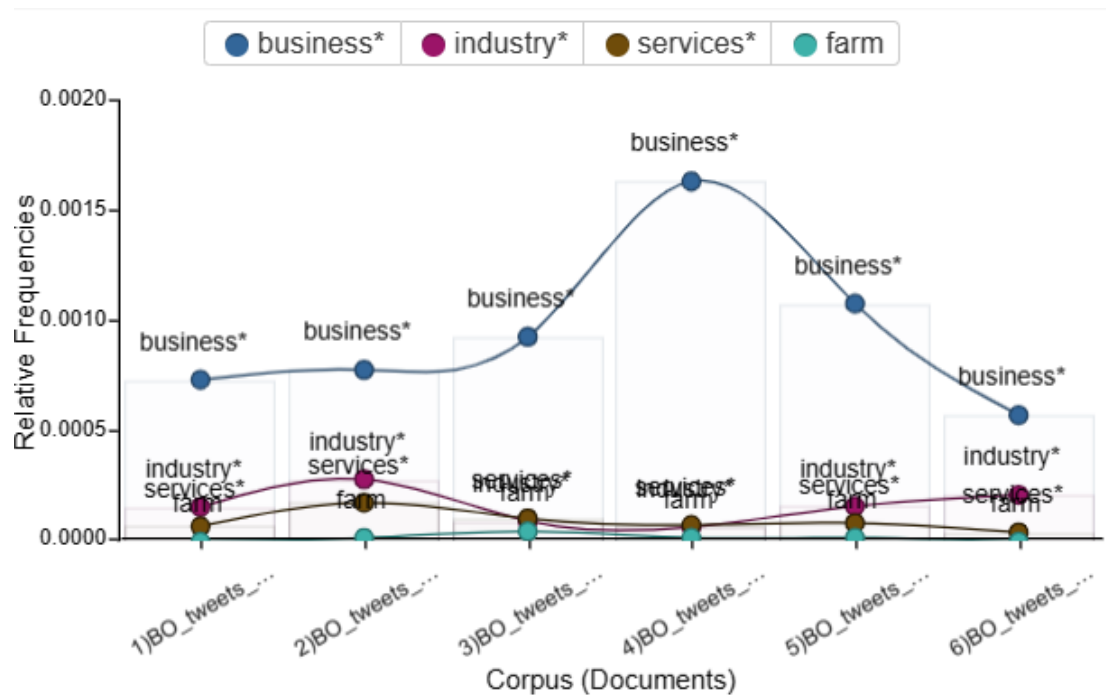 business* industry* services* farm
0.0020
0.0015
0.0010
0.0005
0.0000
Relative Frequencies
business*
business*
business*
business*
business*
business*
industry*
services*
farm
industry*
services*
farm
services*
industry*
farm
services*
industry*
farm
industry*
services*
farm
industry*
services*
farm
1)BO_tweets_...
2)BO_tweets_...
3)BO_tweets_...
4)BO_tweets_...
5)BO_tweets_...
6)BO_tweets_...
Corpus (Documents)